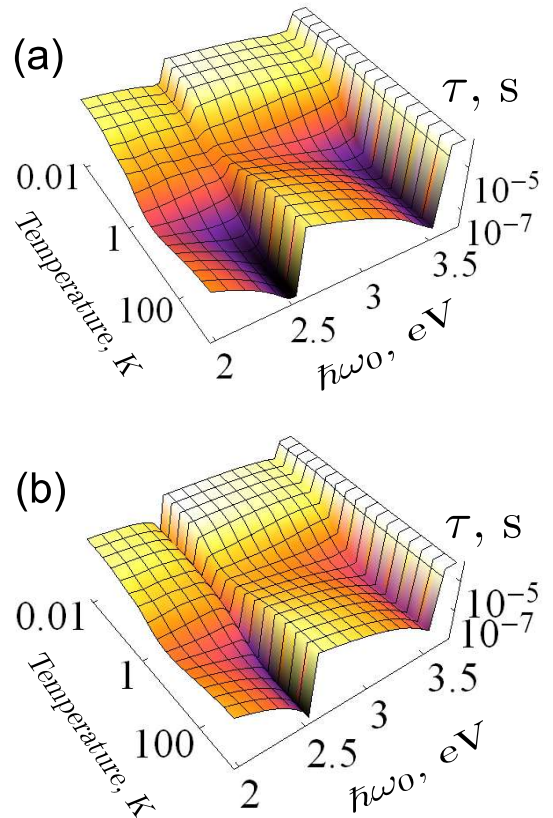 (a)
τ, s
10⁻⁵
10⁻⁷
0.01
1
100
Temperature, K
2
2.5
3
3.5
ħω₀, eV
(b)
τ, s
10⁻⁵
10⁻⁷
0.01
1
100
Temperature, K
2
2.5
3
3.5
ħω₀, eV